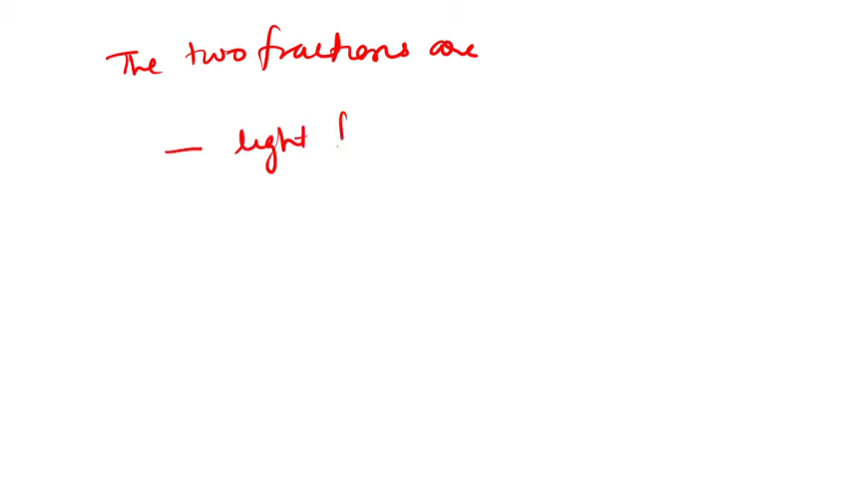 The two fractions are
— light